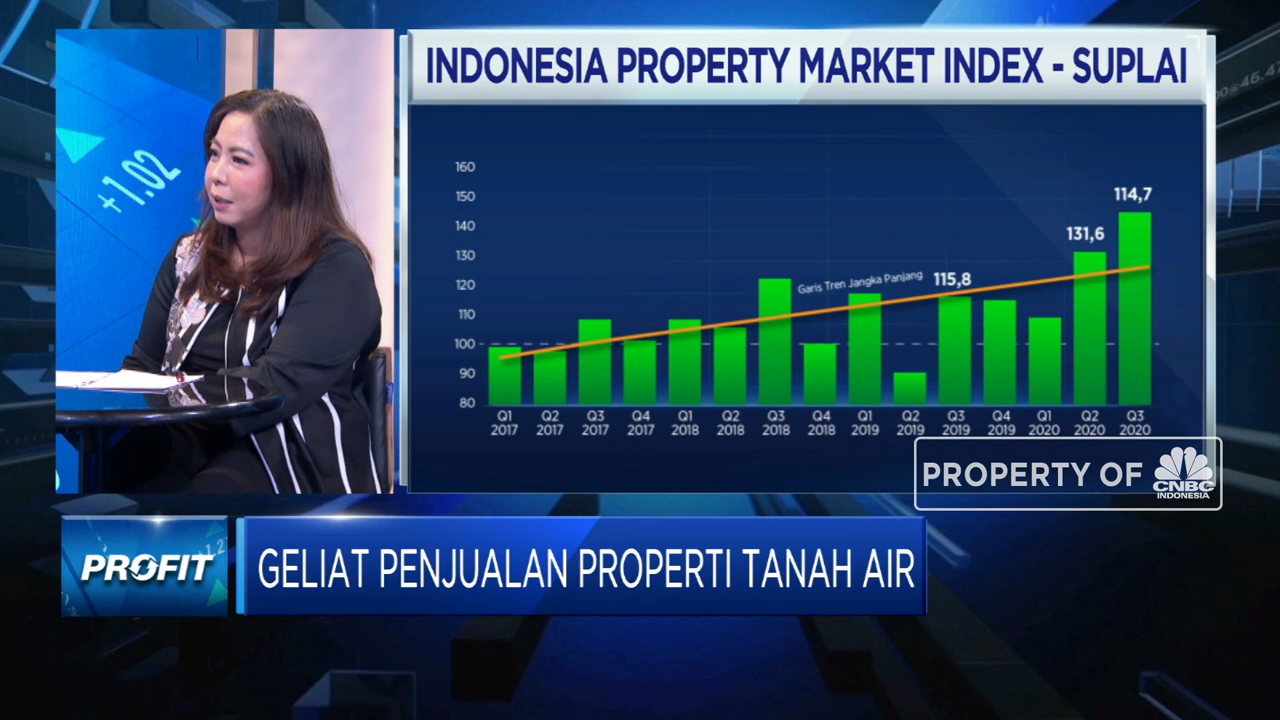 INDONESIA PROPERTY MARKET INDEX - SUPLAI
+1.02
160
150
140
130
120
110
100
90
80
114,7
131,6
115,8
Garis Tren Jangka Panjang
Q1 Q2 Q3 Q4 Q1 Q2 Q3 Q4 Q1 Q2 Q3 Q4 Q1 Q2 Q3
2017 2017 2017 2017 2018 2018 2018 2018 2019 2019 2019 2019 2020 2020 2020
PROPERTY OF CNBC
INDONESIA
PROFIT
GELIAT PENJUALAN PROPERTI TANAH AIR